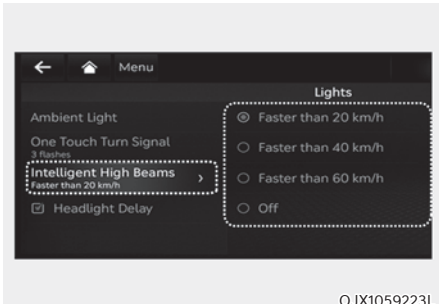 Menu
Lights
Ambient Light
One Touch Turn Signal
3 flashes
Intelligent High Beams
Faster than 20 km/h
Headlight Delay
Faster than 20 km/h
Faster than 40 km/h
Faster than 60 km/h
Off
OJX1059223L